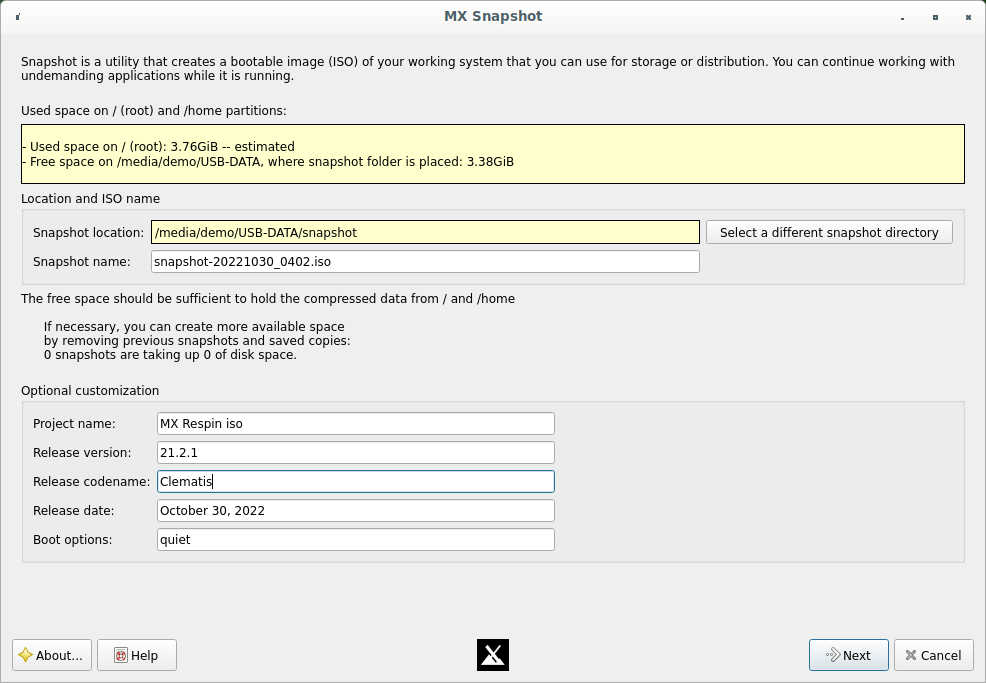 MX Snapshot
Snapshot is a utility that creates a bootable image (ISO) of your working system that you can use for storage or distribution. You can continue working with
undemanding applications while it is running.
Used space on / (root) and /home partitions:
- Used space on / (root): 3.76GiB -- estimated
- Free space on /media/demo/USB-DATA, where snapshot folder is placed: 3.38GiB
Location and ISO name
Snapshot location: /media/demo/USB-DATA/snapshot Select a different snapshot directory
Snapshot name: snapshot-20221030_0402.iso
The free space should be sufficient to hold the compressed data from / and /home
If necessary, you can create more available space
by removing previous snapshots and saved copies:
0 snapshots are taking up 0 of disk space.
Optional customization
Project name: MX Respin iso
Release version: 21.2.1
Release codename: Clematis
Release date: October 30, 2022
Boot options: quiet
About... Help Next Cancel